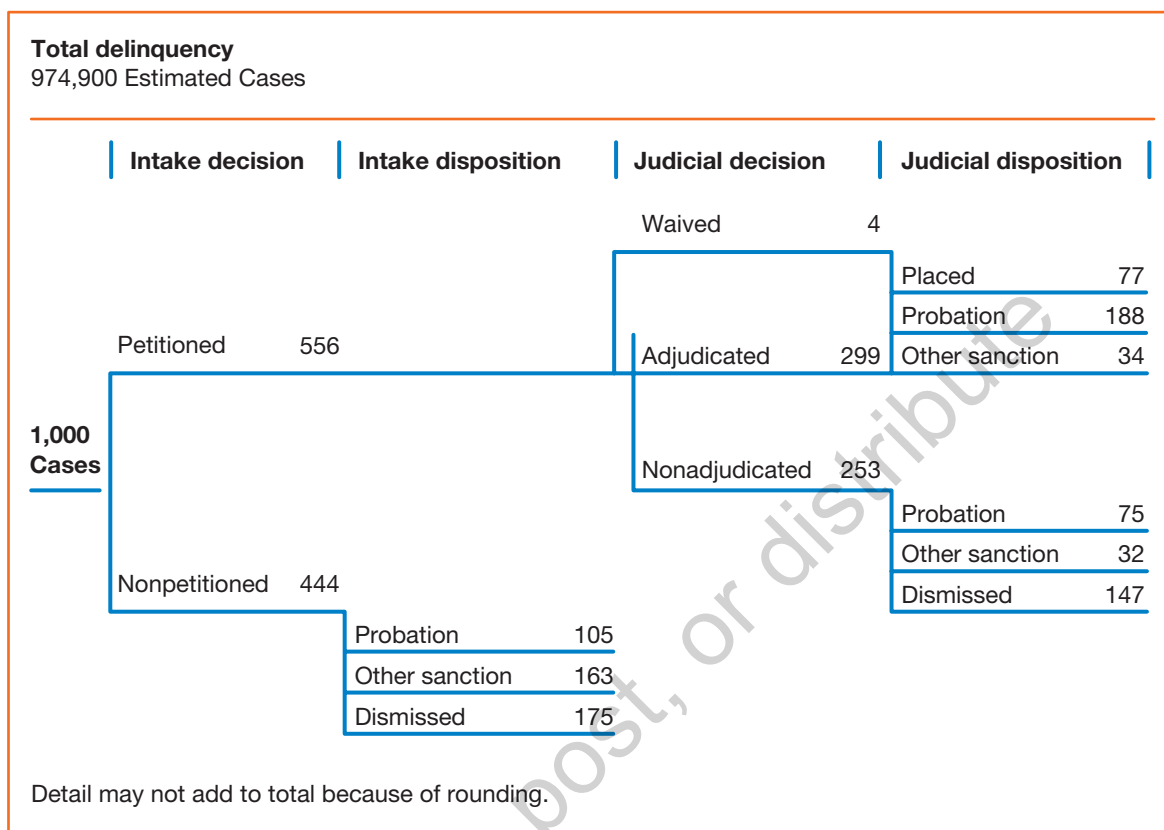 Total delinquency
974,900 Estimated Cases
Intake decision Intake disposition Judicial decision Judicial disposition
Waived 4
Placed 77
Probation 188
Petitioned 556
Adjudicated 299 Other sanction 34
1,000
Cases
Nonadjudicated 253
Probation 75
Other sanction 32
Nonpetitioned 444
Dismissed 147
Probation 105
Other sanction 163
Dismissed 175
Detail may not add to total because of rounding.
post, or distribute